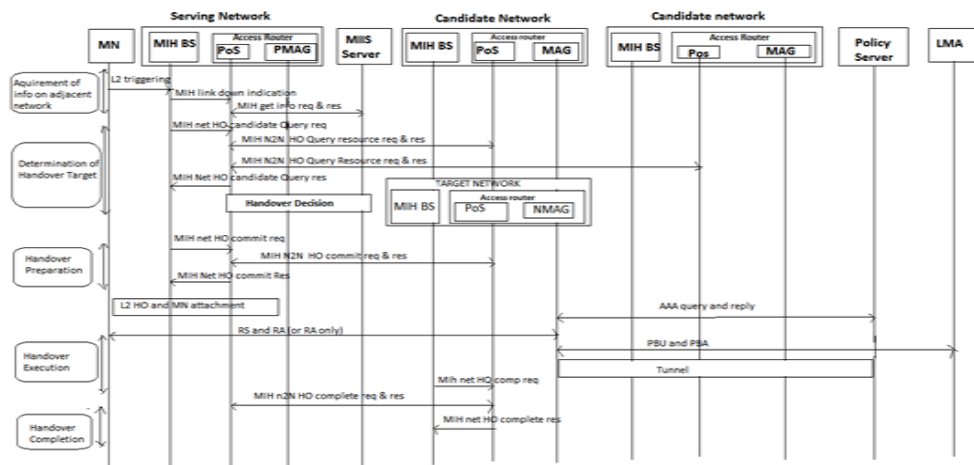 Serving Network
Candidate Network
Candidate network
MN
MIH BS
Access Router
PoS
PMAG
MIIS Server
MIH BS
Access router
PoS
MAG
MIH BS
Access Router
Pos
MAG
Policy Server
LMA
Aquirement of info on adjacent network
L2 triggering
MIH link down indication
MIH get info req & res
MIH net HO candidate Query req
MIH N2N HO Query resource req & res
MIH N2N HO Query Resource req & res
Determination of Handover Target
MIH Net HO candidate Query res
TARGET NETWORK
MIH BS
Access router
PoS
NMAG
Handover Decision
MIH net HO commit req
MIH N2N HO commit req & res
Handover Preparation
MIH Net HO commit Res
L2 HO and MN attachment
AAA query and reply
RS and RA (or RA only)
PBU and PBA
Handover Execution
Tunnel
MIh net HO comp req
MIH n2N HO complete req & res
MIH net HO complete res
Handover Completion